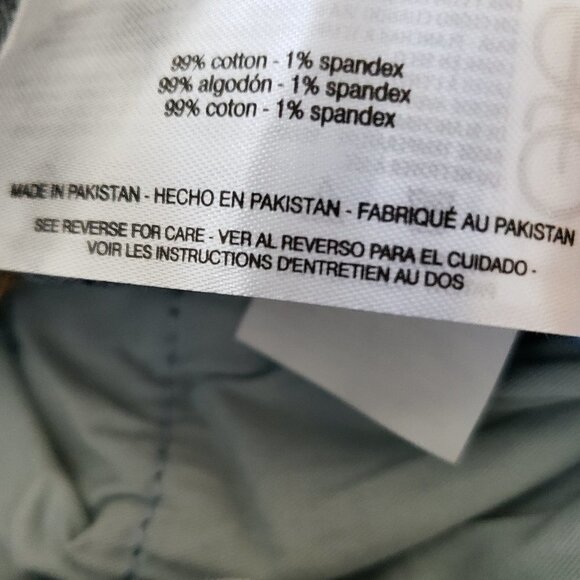 99% cotton - 1% spandex
99% algodón - 1% spandex
99% coton - 1% spandex
MADE IN PAKISTAN - HECHO EN PAKISTAN - FABRIQUÉ AU PAKISTAN
SEE REVERSE FOR CARE - VER AL REVERSO PARA EL CUIDADO -
VOIR LES INSTRUCTIONS D'ENTRETIEN AU DOS